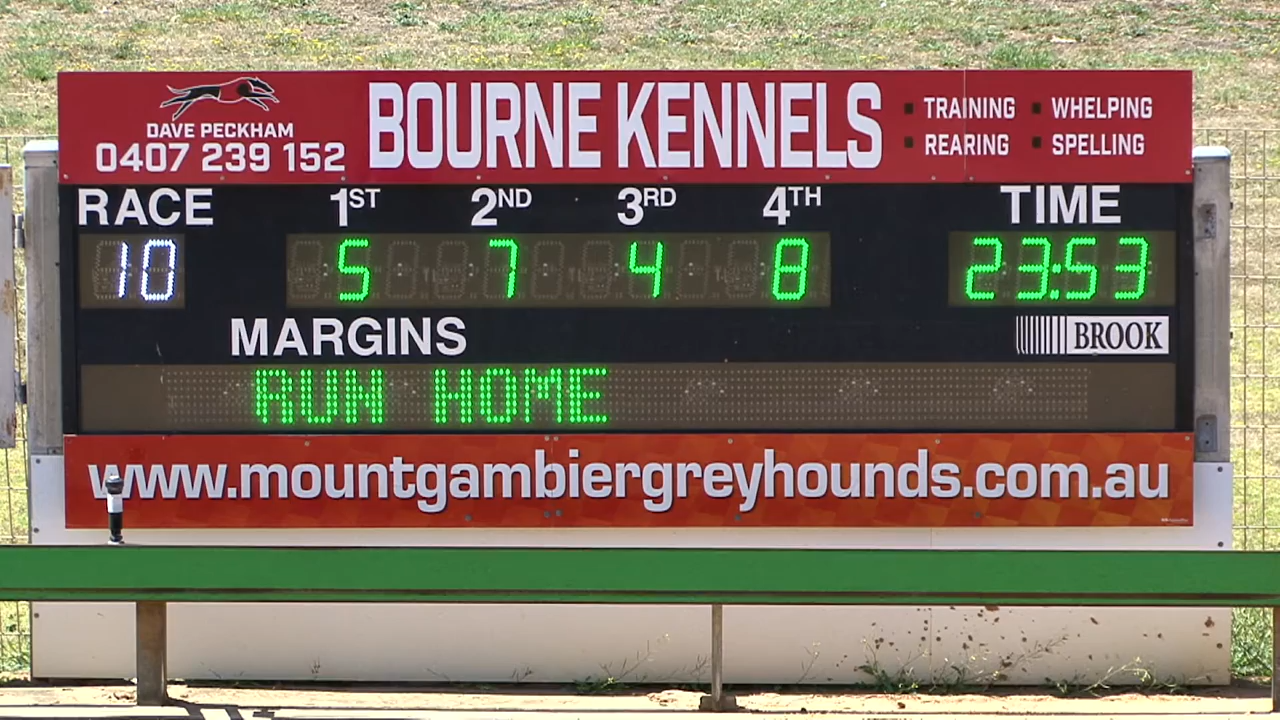 DAVE PECKHAM
0407 239 152
BOURNE KENNELS
TRAINING WHELPING
REARING SPELLING
RACE 1ST 2ND 3RD 4TH TIME
10 5 7 4 8 23:53
MARGINS
BROOK
RUN HOME
www.mountgambiergreyhounds.com.au